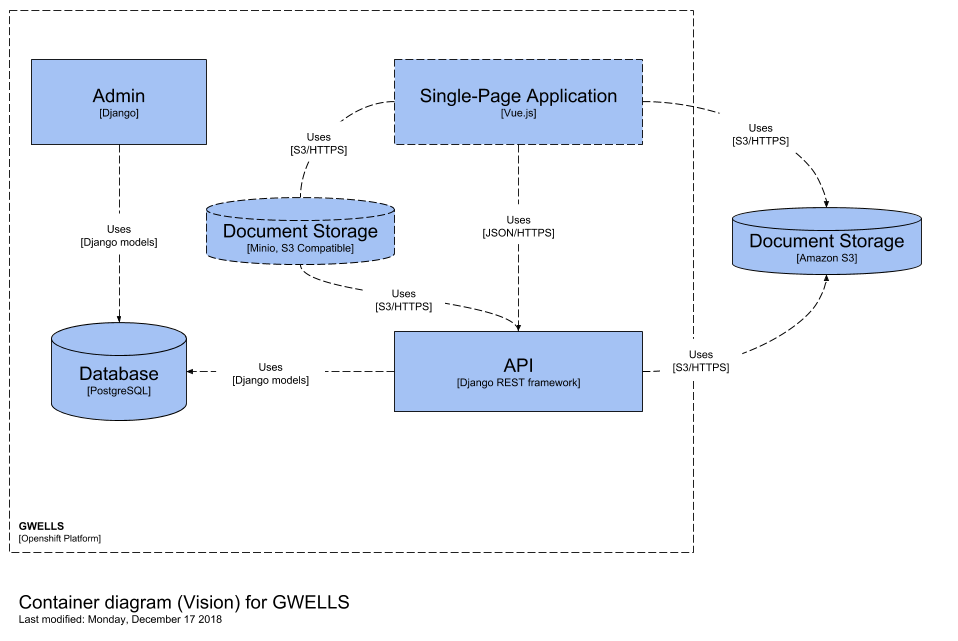 Admin
[Django]
Single-Page Application
[Vue.js]
Uses
[S3/HTTPS]
Uses
[S3/HTTPS]
Uses
[Django models]
Document Storage
[Minio, S3 Compatible]
Uses
[JSON/HTTPS]
Document Storage
[Amazon S3]
Uses
[S3/HTTPS]
Database
[PostgreSQL]
Uses
[Django models]
API
[Django REST framework]
Uses
[S3/HTTPS]
GWELLS
[Openshift Platform]
Container diagram (Vision) for GWELLS
Last modified: Monday, December 17 2018